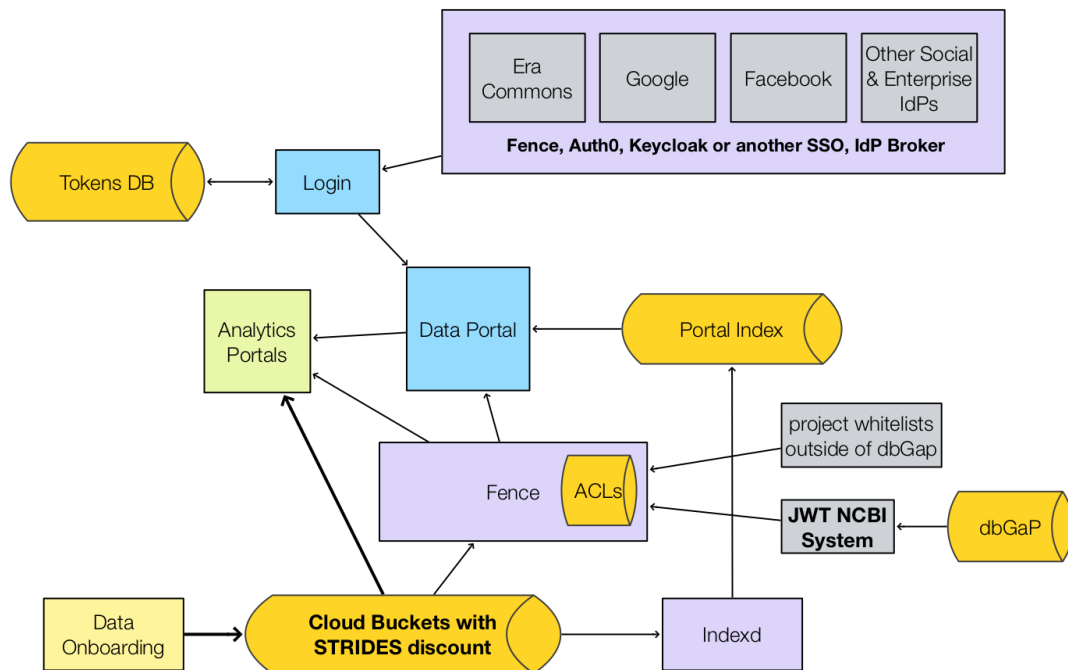 Era
Commons
Google
Facebook
Other Social
& Enterprise
IdPs
Fence, Auth0, Keycloak or another SSO, IdP Broker
Tokens DB
Login
Analytics
Portals
Data Portal
Portal Index
project whitelists
outside of dbGap
Fence
ACLs
JWT NCBI
System
dbGaP
Data
Onboarding
Cloud Buckets with
STRIDES discount
Indexd